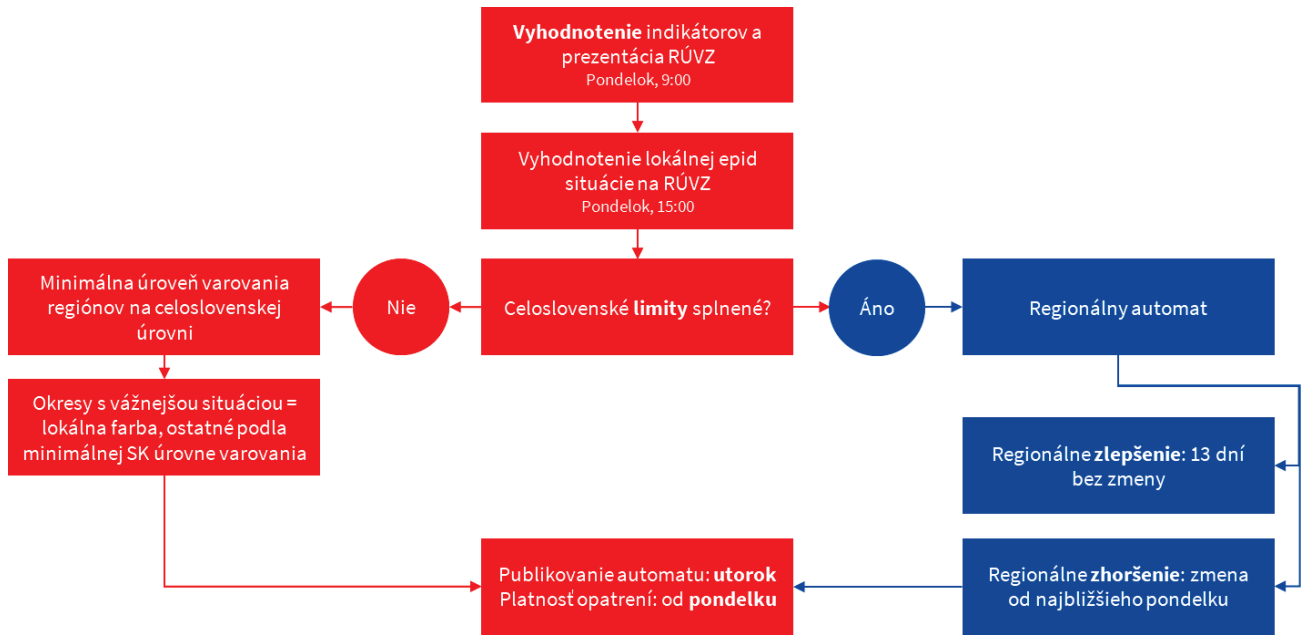 Vyhodnotenie indikátorov a
prezentácia RÚVZ
Pondelok, 9:00
Vyhodnotenie lokálnej epid
situácie na RÚVZ
Pondelok, 15:00
Minimálna úroveň varovania
regiónov na celoslovenskej
úrovni
Nie
Celoslovenské limity splnené?
Áno
Regionálny automat
Okresy s vážnejšou situáciou =
lokálna farba, ostatné podla
minimálnej SK úrovne varovania
Regionálne zlepšenie: 13 dní
bez zmeny
Publikovanie automatu: utorok
Platnosť opatrení: od pondelku
Regionálne zhoršenie: zmena
od najbližšieho pondelku